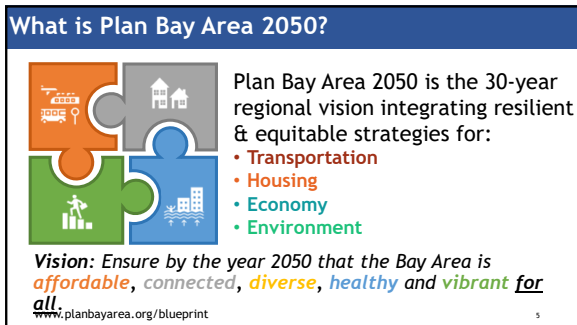 What is Plan Bay Area 2050?
Plan Bay Area 2050 is the 30-year
regional vision integrating resilient
& equitable strategies for:
• Transportation
• Housing
• Economy
• Environment
Vision: Ensure by the year 2050 that the Bay Area is
affordable, connected, diverse, healthy and vibrant for
all.
www.planbayarea.org/blueprint
5